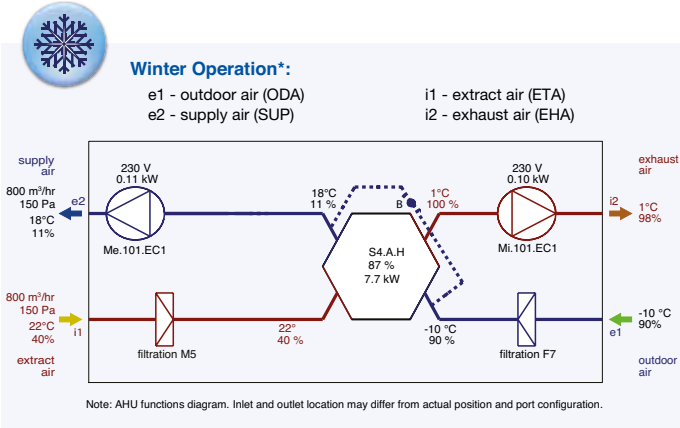 Winter Operation*:
e1 - outdoor air (ODA)
i1 - extract air (ETA)
e2 - supply air (SUP)
i2 - exhaust air (EHA)
supply
air
800 m³/hr
150 Pa
18°C
11%
e2
230 V
0.11 kW
Me.101.EC1
18°C
11 %
B
1°C
100 %
230 V
0.10 kW
Mi.101.EC1
exhaust
air
i2
1°C
98%
S4.A.H
87 %
7.7 kW
800 m³/hr
150 Pa
22°C
40%
i1
extract
air
filtration M5
22°
40 %
-10 °C
90 %
filtration F7
-10 °C
90%
e1
outdoor
air
Note: AHU functions diagram. Inlet and outlet location may differ from actual position and port configuration.